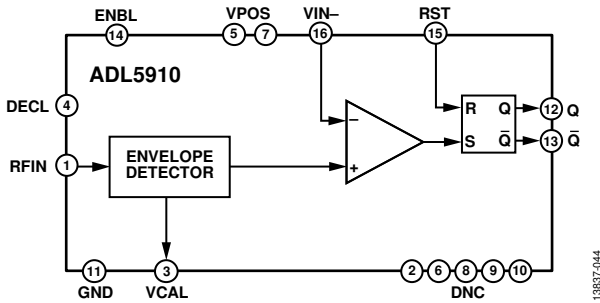 ENBL VPOS VIN– RST
14 5 7 16 15
ADL5910
DECL 4
R Q 12 Q
S Q̅ 13 Q̅
–
+
RFIN 1
ENVELOPE
DETECTOR
11 3 2 6 8 9 10
GND VCAL DNC
13837-044